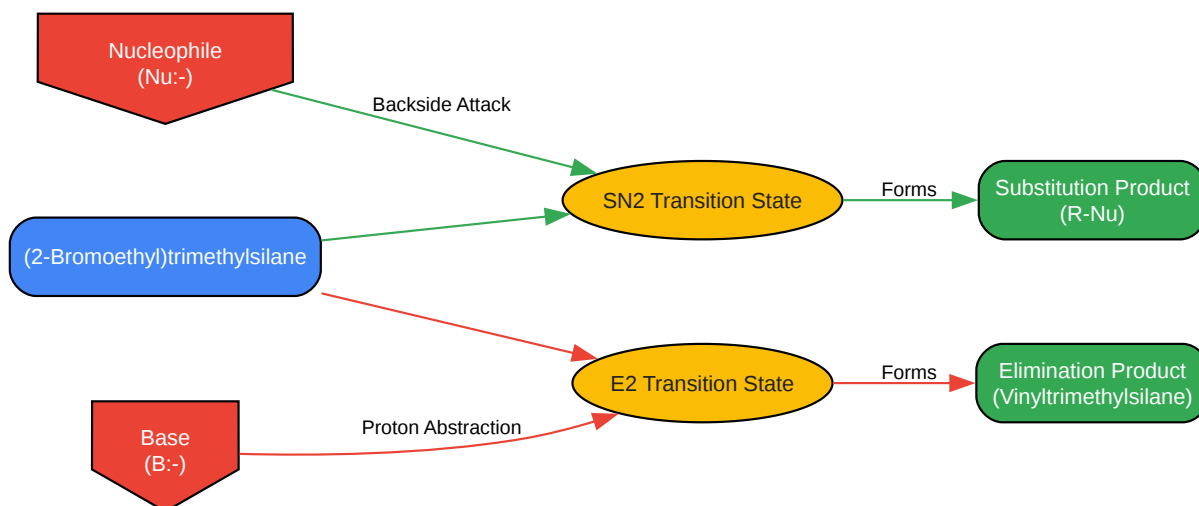 Nucleophile
(Nu:-)
Backside Attack
SN2 Transition State
Forms
Substitution Product
(R-Nu)
(2-Bromoethyl)trimethylsilane
E2 Transition State
Forms
Elimination Product
(Vinyltrimethylsilane)
Base
(B:-)
Proton Abstraction